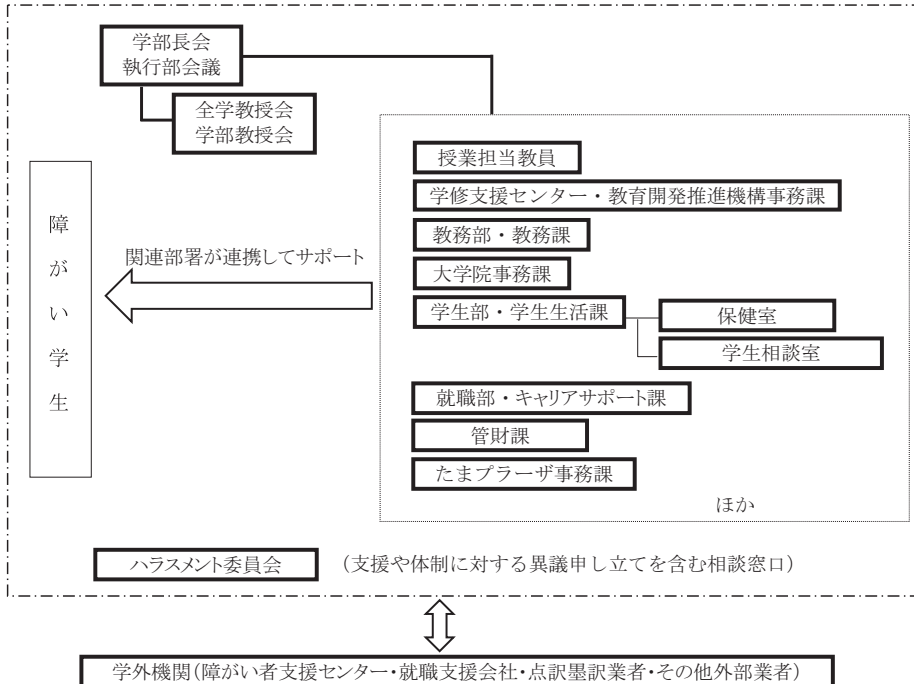 学部長会
執行部会議
全学教授会
学部教授会
授業担当教員
学修支援センター・教育開発推進機構事務課
教務部・教務課
大学院事務課
学生部・学生生活課
保健室
学生相談室
就職部・キャリアサポート課
管財課
たまプラーザ事務課
ほか
関連部署が連携してサポート
障がい学生
ハラスメント委員会
（支援や体制に対する異議申し立てを含む相談窓口）
学外機関(障がい者支援センター・就職支援会社・点訳墨訳業者・その他外部業者)